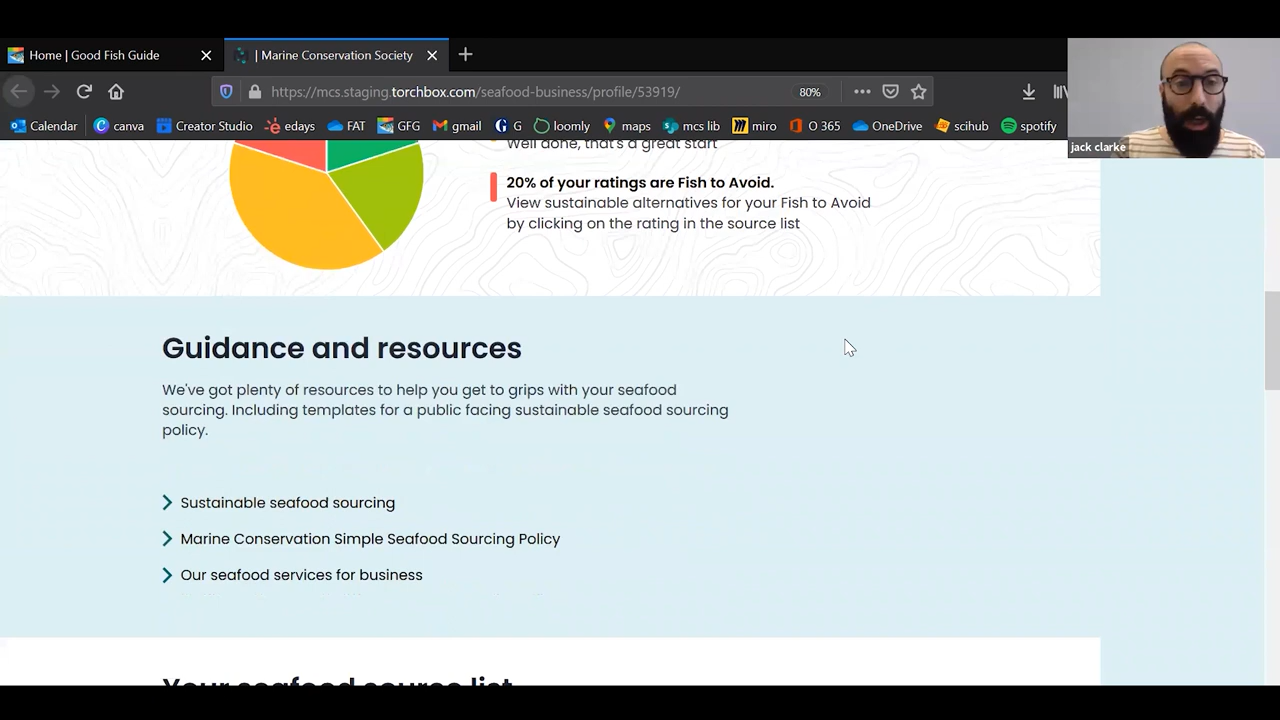 Home | Good Fish Guide
| Marine Conservation Society
https://mcs.staging.torchbox.com/seafood-business/profile/53919/
80%
Calendar
canva
Creator Studio
edays
FAT
GFG
gmail
G
loomly
maps
mcs lib
miro
O 365
OneDrive
scihub
spotify
jack clarke
Well done, that's a great start
20% of your ratings are Fish to Avoid.
View sustainable alternatives for your Fish to Avoid
by clicking on the rating in the source list
Guidance and resources
We've got plenty of resources to help you get to grips with your seafood
sourcing. Including templates for a public facing sustainable seafood sourcing
policy.
Sustainable seafood sourcing
Marine Conservation Simple Seafood Sourcing Policy
Our seafood services for business
Your seafood source list